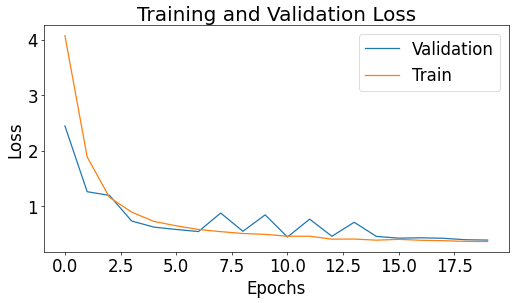 Training and Validation Loss
Validation
Train
4
3
2
1
Loss
0.0 2.5 5.0 7.5 10.0 12.5 15.0 17.5
Epochs